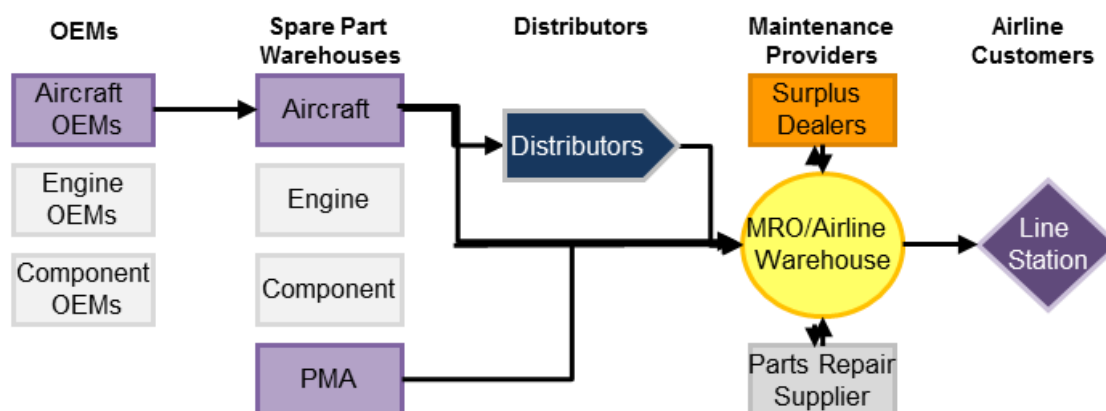 OEMs
Spare Part
Warehouses
Distributors
Maintenance
Providers
Airline
Customers
Aircraft
OEMs
Aircraft
Distributors
Surplus
Dealers
Engine
OEMs
Engine
MRO/Airline
Warehouse
Line
Station
Component
OEMs
Component
PMA
Parts Repair
Supplier